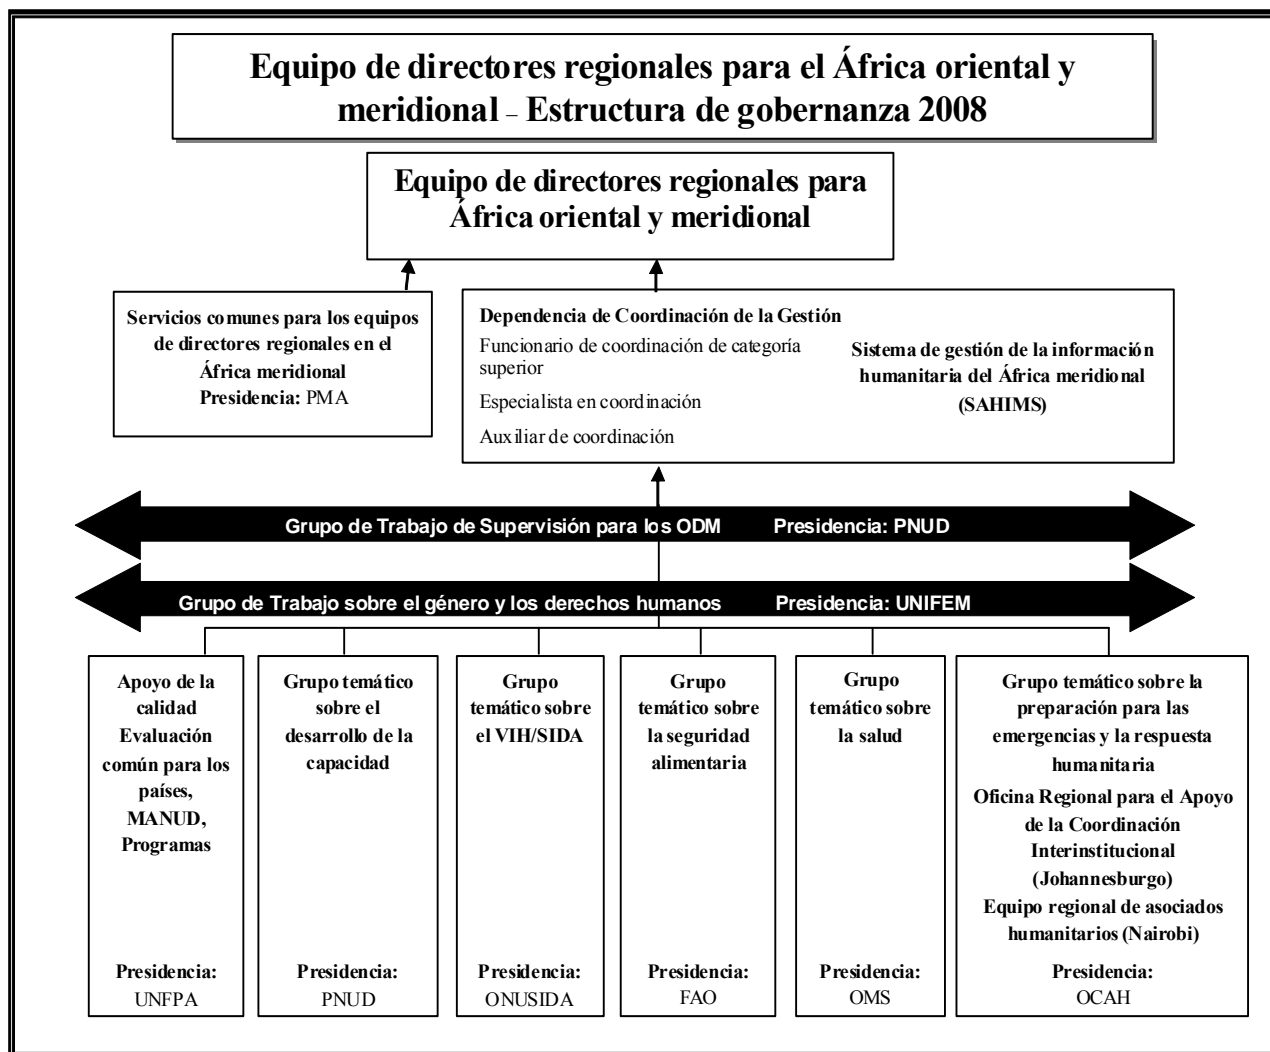 Equipo de directores regionales para el África oriental y
meridional – Estructura de gobernanza 2008
Equipo de directores regionales para
África oriental y meridional
Servicios comunes para los equipos
de directores regionales en el
África meridional
Presidencia: PMA
Dependencia de Coordinación de la Gestión
Funcionario de coordinación de categoría
superior
Especialista en coordinación
Auxiliar de coordinación
Sistema de gestión de la información
humanitaria del África meridional
(SAHIMS)
Grupo de Trabajo de Supervisión para los ODM Presidencia: PNUD
Grupo de Trabajo sobre el género y los derechos humanos Presidencia: UNIFEM
Apoyo de la
calidad
Evaluación
común para los
países,
MANUD,
Programas
Presidencia:
UNFPA
Grupo temático
sobre el
desarrollo de la
capacidad
Presidencia:
PNUD
Grupo
temático sobre
el VIH/SIDA
Presidencia:
ONUSIDA
Grupo
temático sobre
la seguridad
alimentaria
Presidencia:
FAO
Grupo
temático sobre
la salud
Presidencia:
OMS
Grupo temático sobre la
preparación para las
emergencias y la respuesta
humanitaria
Oficina Regional para el Apoyo
de la Coordinación
Interinstitucional
(Johannesburgo)
Equipo regional de asociados
humanitarios (Nairobi)
Presidencia:
OCAH